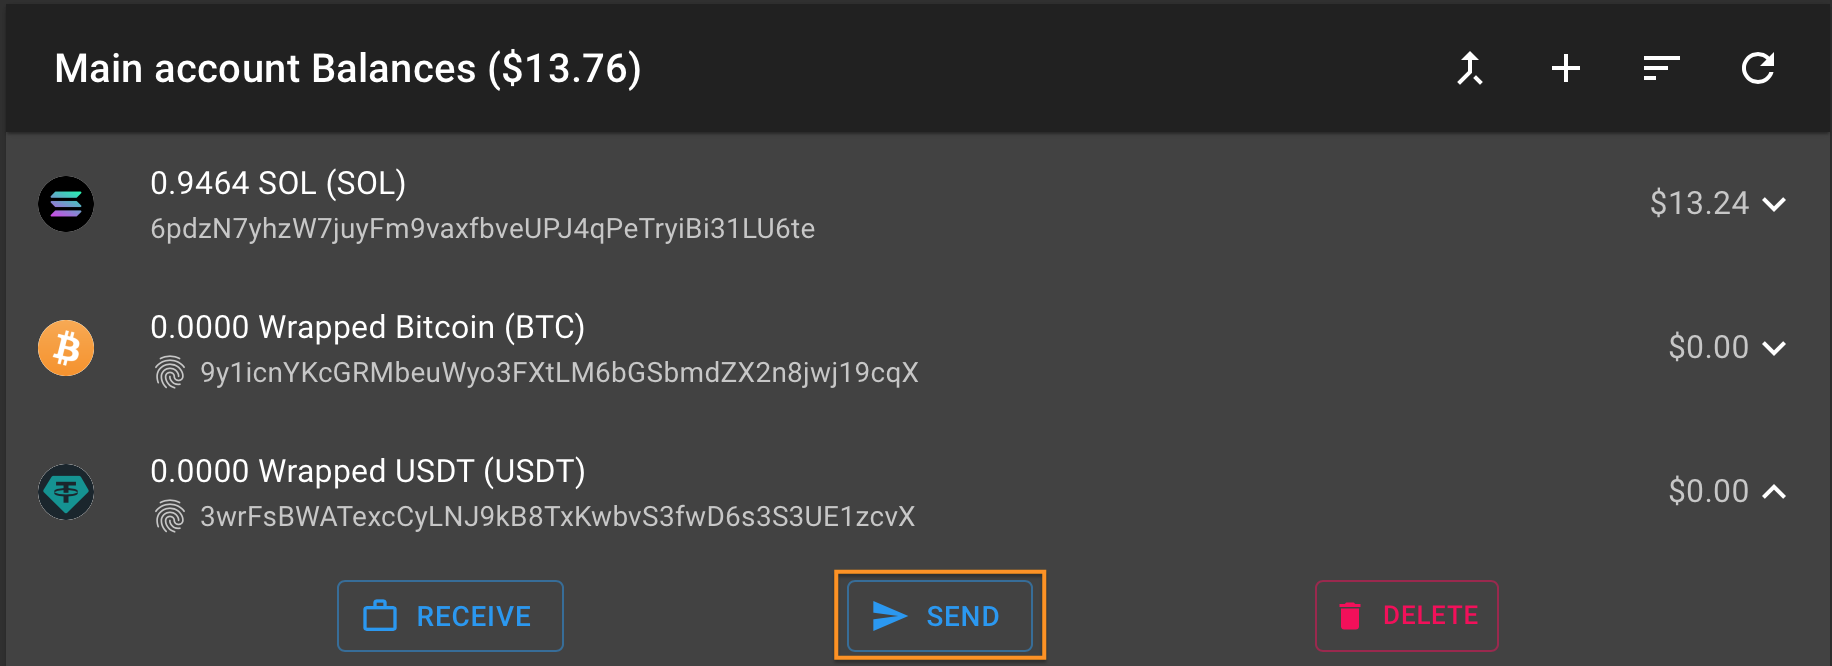 Main account Balances ($13.76)
0.9464 SOL (SOL)
$13.24
6pdzN7yhzW7juyFm9vaxfbveUPJ4qPeTryiBi31LU6te
0.0000 Wrapped Bitcoin (BTC)
$0.00
9y1icnYKcGRMbeuWyo3FXtLM6bGSbmdZX2n8jwj19cqX
0.0000 Wrapped USDT (USDT)
$0.00
3wrFsBWATexcCyLNJ9kB8TxKwbvS3fwD6s3S3UE1zcvX
RECEIVE
SEND
DELETE